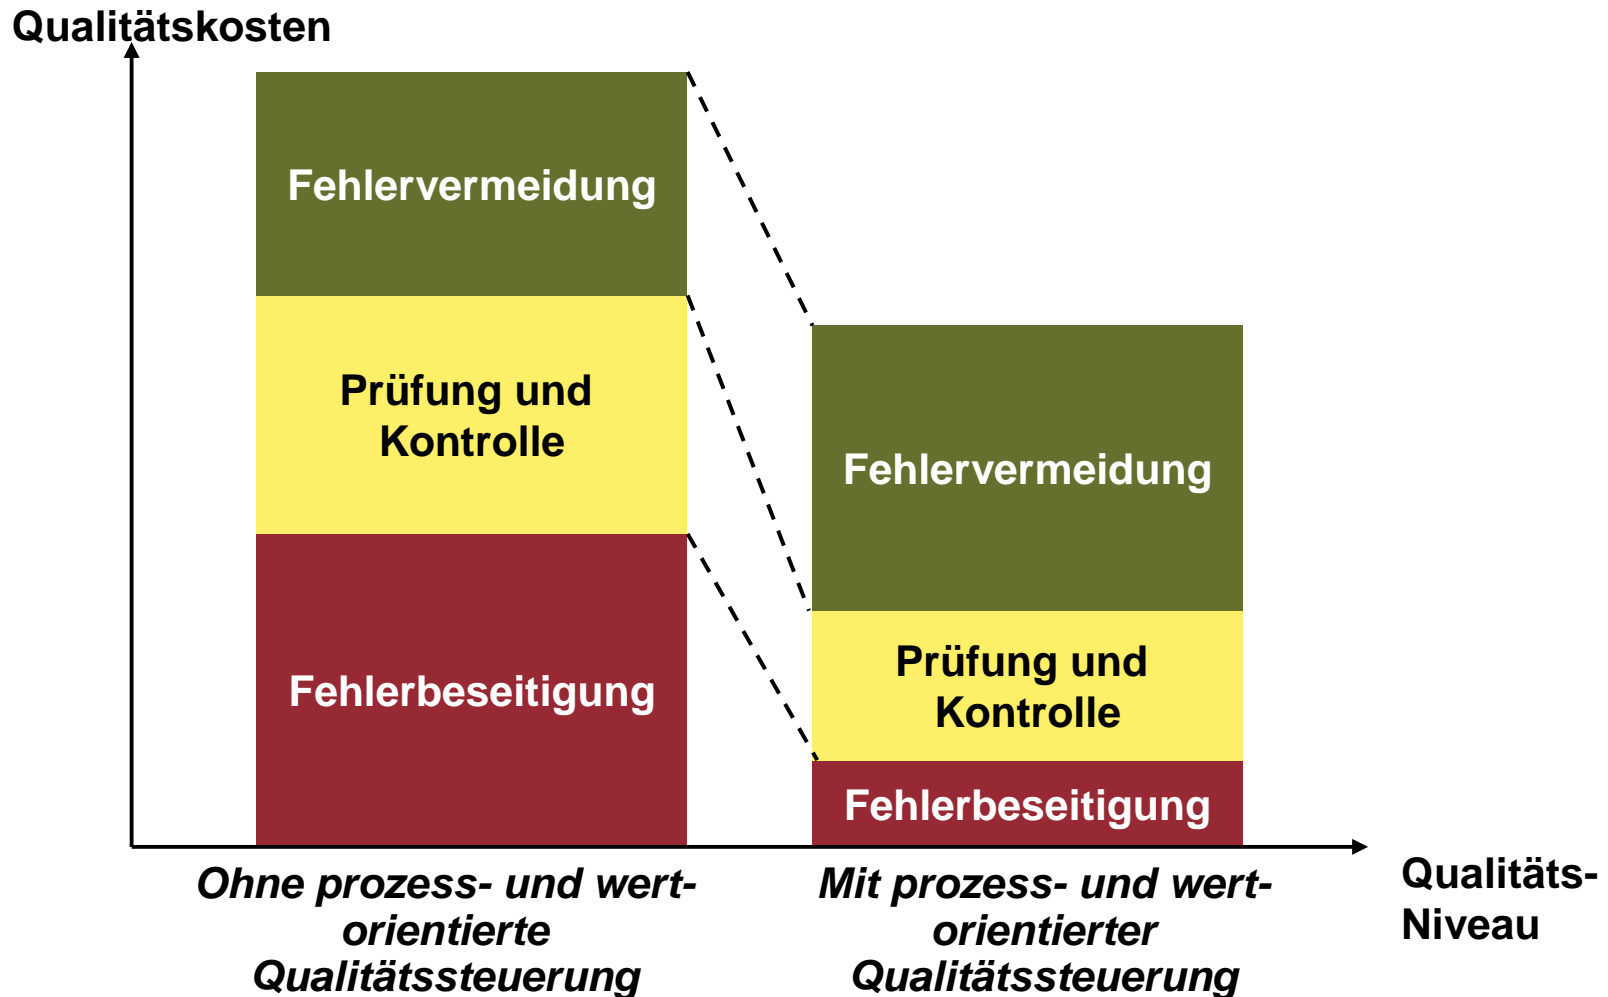 Qualitätskosten
Fehlervermeidung
Prüfung und
Kontrolle
Fehlerbeseitigung
Fehlervermeidung
Prüfung und
Kontrolle
Fehlerbeseitigung
Ohne prozess- und wert-
orientierte
Qualitätssteuerung
Mit prozess- und wert-
orientierter
Qualitätssteuerung
Qualitäts-
Niveau